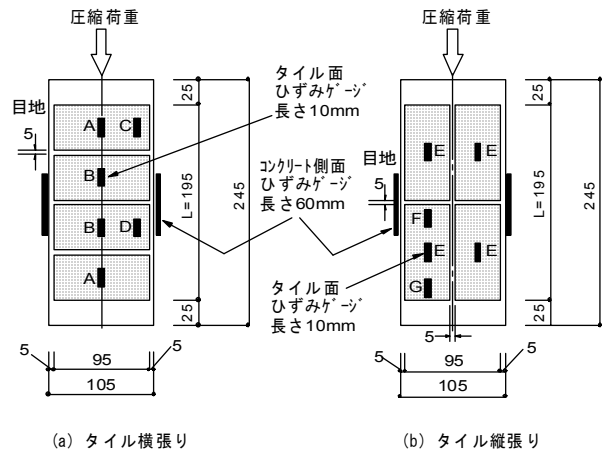 圧縮荷重
圧縮荷重
タイル面
ひずみゲージ
長さ10mm
目地
5
A
C
B
B
D
A
25
L=195
25
245
コンクリート側面
ひずみゲージ
長さ60mm
目地
5
E
E
F
E
E
G
タイル面
ひずみゲージ
長さ10mm
25
L=195
25
245
5
5
95
5
105
5
95
5
105
(a) タイル横張り
(b) タイル縦張り